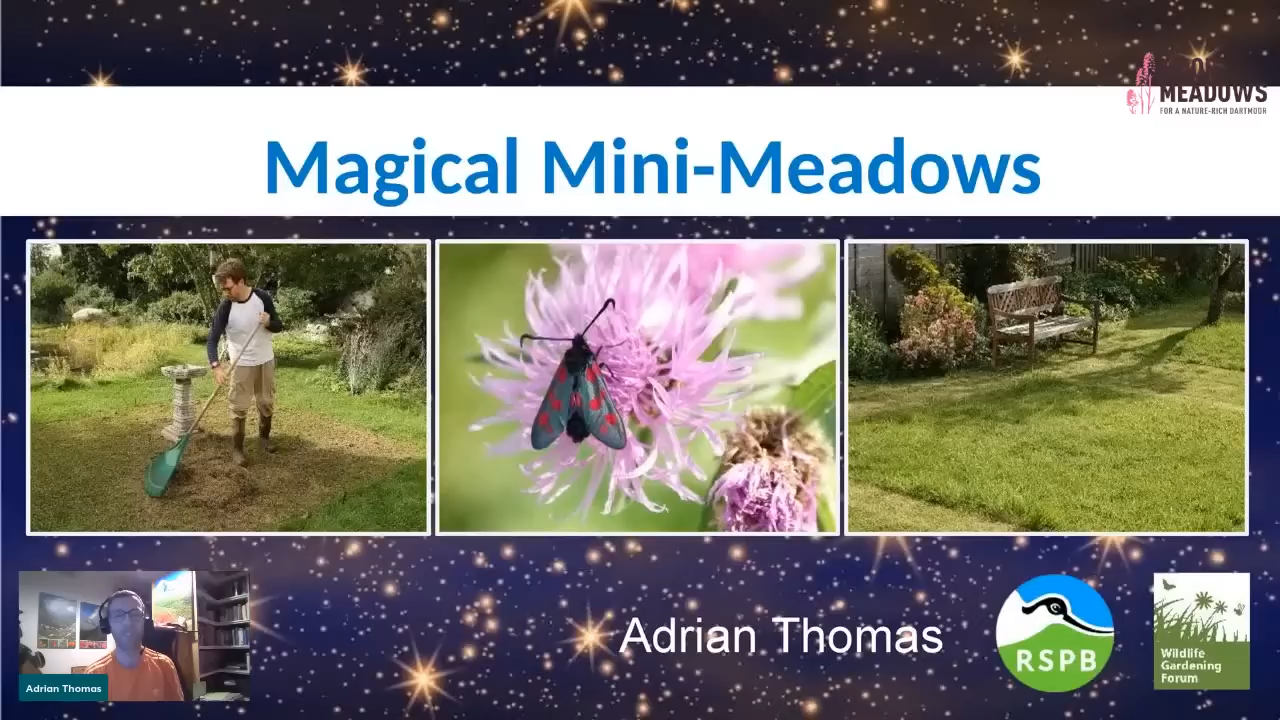 MEADOWS
FOR A NATURE-RICH DARTMOOR
Magical Mini-Meadows
Adrian Thomas
RSPB
Wildlife
Gardening
Forum
Adrian Thomas